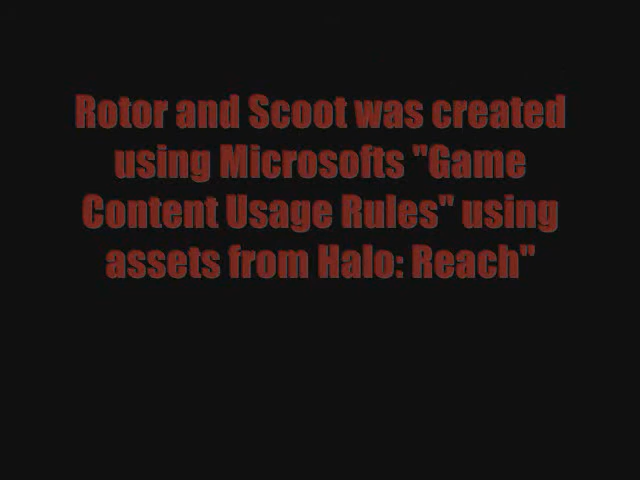 Rotor and Scoot was created
using Microsofts "Game
Content Usage Rules" using
assets from Halo: Reach"